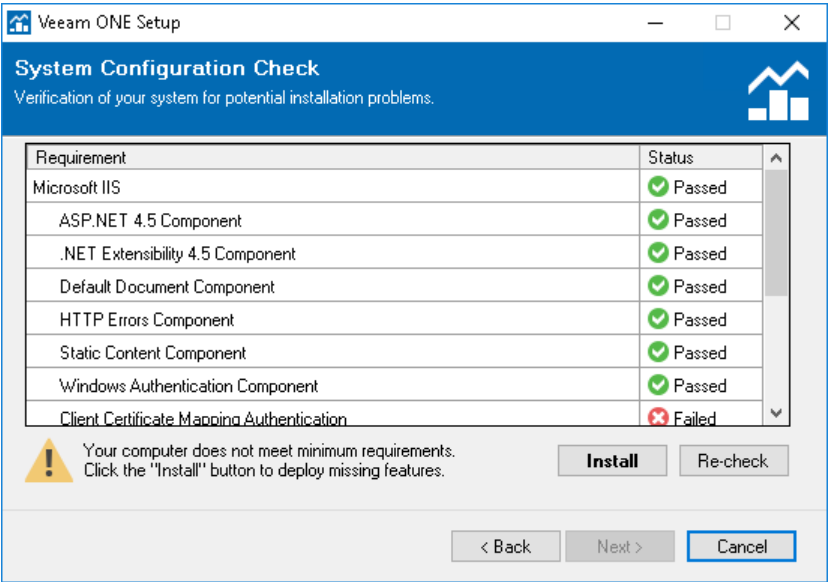 Veeam ONE Setup
System Configuration Check
Verification of your system for potential installation problems.
Requirement Status
Microsoft IIS Passed
ASP.NET 4.5 Component Passed
.NET Extensibility 4.5 Component Passed
Default Document Component Passed
HTTP Errors Component Passed
Static Content Component Passed
Windows Authentication Component Passed
Client Certificate Mapping Authentication Failed
Your computer does not meet minimum requirements.
Click the "Install" button to deploy missing features.
Install Re-check
< Back Next > Cancel